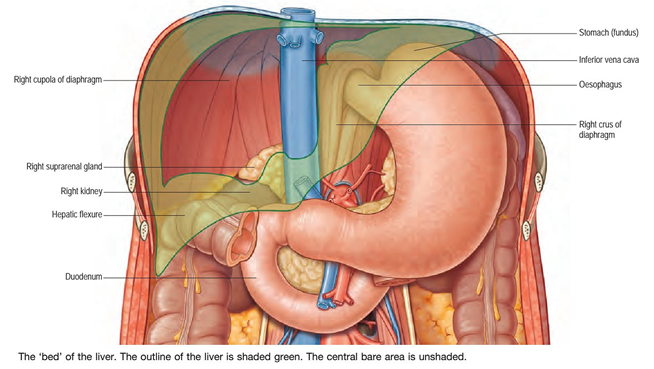 Stomach (fundus)
Inferior vena cava
Right cupola of diaphragm
Oesophagus
Right crus of
diaphragm
Right suprarenal gland
Right kidney
Hepatic flexure
Duodenum
The ‘bed’ of the liver. The outline of the liver is shaded green. The central bare area is unshaded.